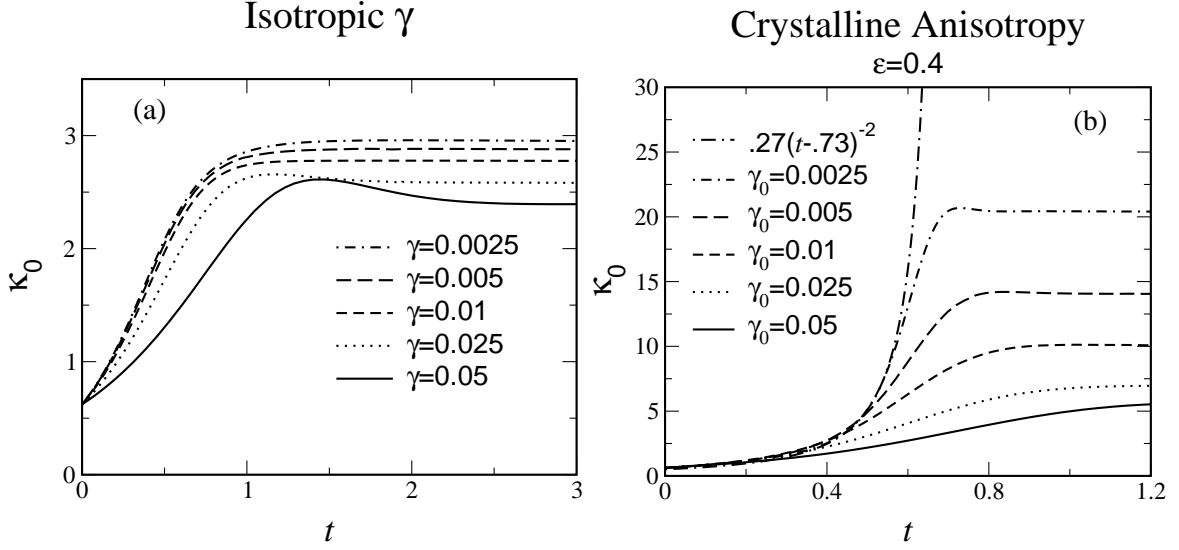 Isotropic γ
Crystalline Anisotropy
ε=0.4
(a)
3
2
1
0
κ0
0
1
2
3
t
γ=0.0025
γ=0.005
γ=0.01
γ=0.025
γ=0.05
(b)
30
25
20
15
10
5
0
κ0
0
0.4
0.8
1.2
t
.27(t-.73)^-2
γ0=0.0025
γ0=0.005
γ0=0.01
γ0=0.025
γ0=0.05